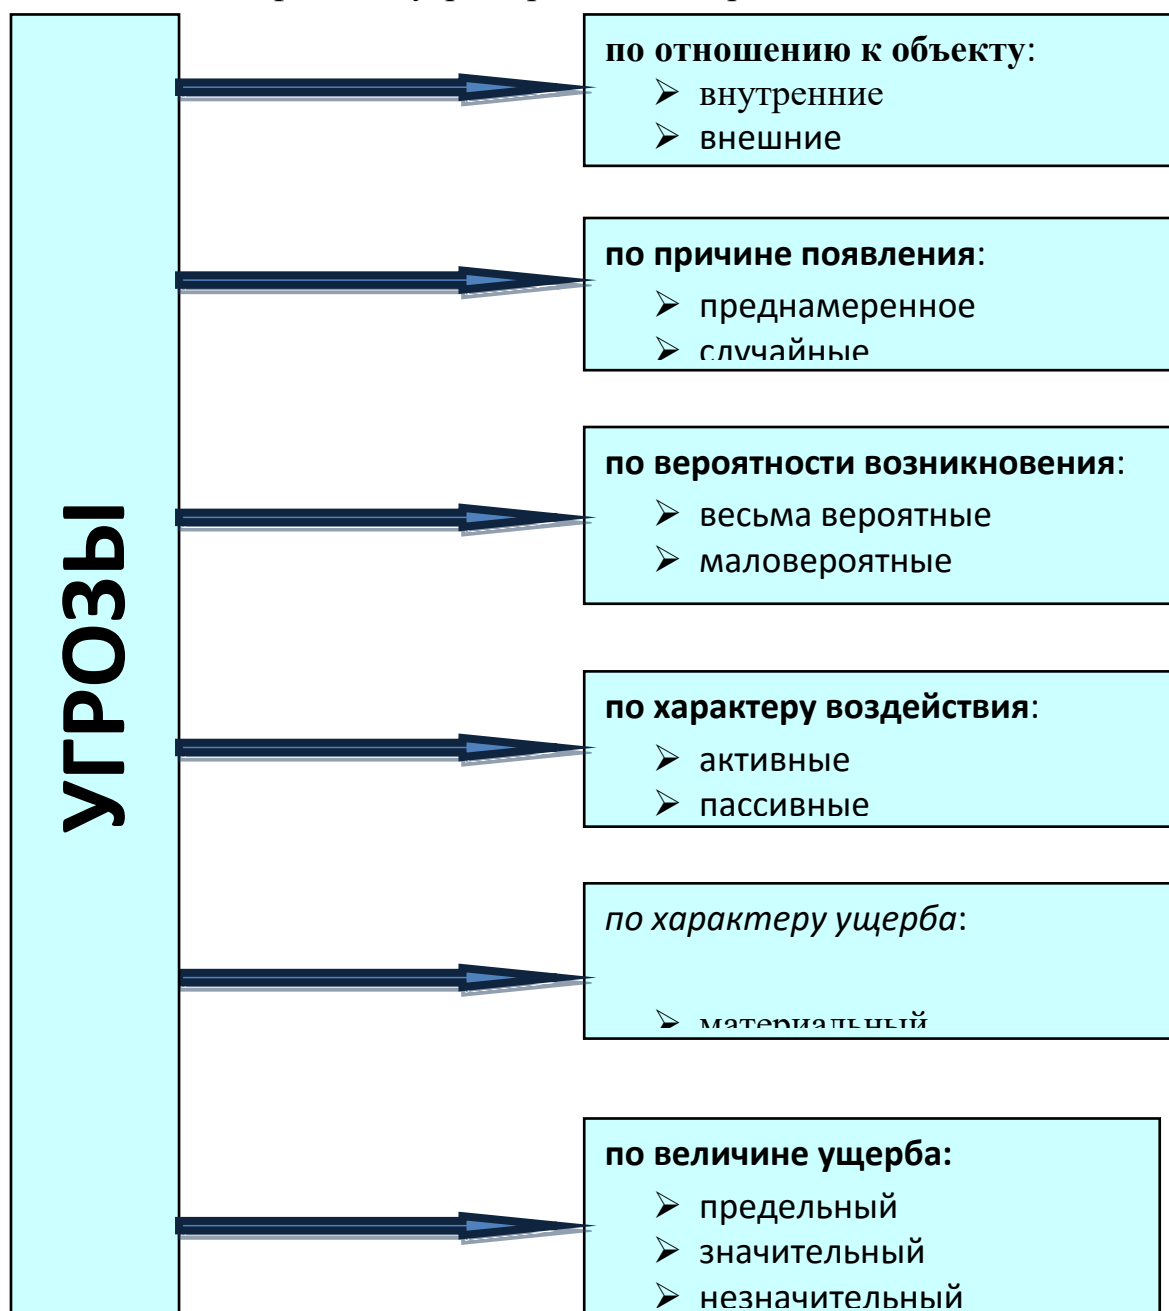 УГРОЗЫ
по отношению к объекту:
➢ внутренние
➢ внешние
по причине появления:
➢ преднамеренное
➢ случайные
по вероятности возникновения:
➢ весьма вероятные
➢ маловероятные
по характеру воздействия:
➢ активные
➢ пассивные
по характеру ущерба:
➢ материальный
по величине ущерба:
➢ предельный
➢ значительный
➢ незначительный